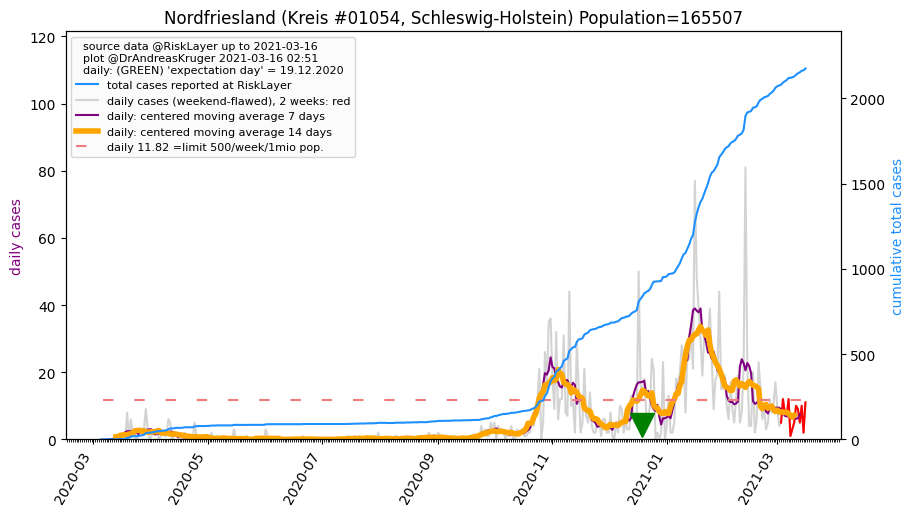 Nordfriesland (Kreis #01054, Schleswig-Holstein) Population=165507
source data @RiskLayer up to 2021-03-16
plot @DrAndreasKruger 2021-03-16 02:51
daily: (GREEN) 'expectation day' = 19.12.2020
total cases reported at RiskLayer
daily cases (weekend-flawed), 2 weeks: red
daily: centered moving average 7 days
daily: centered moving average 14 days
daily 11.82 =limit 500/week/1mio pop.
daily cases
120
100
80
60
40
20
0
cumulative total cases
2000
1500
1000
500
0
2020-03
2020-05
2020-07
2020-09
2020-11
2021-01
2021-03